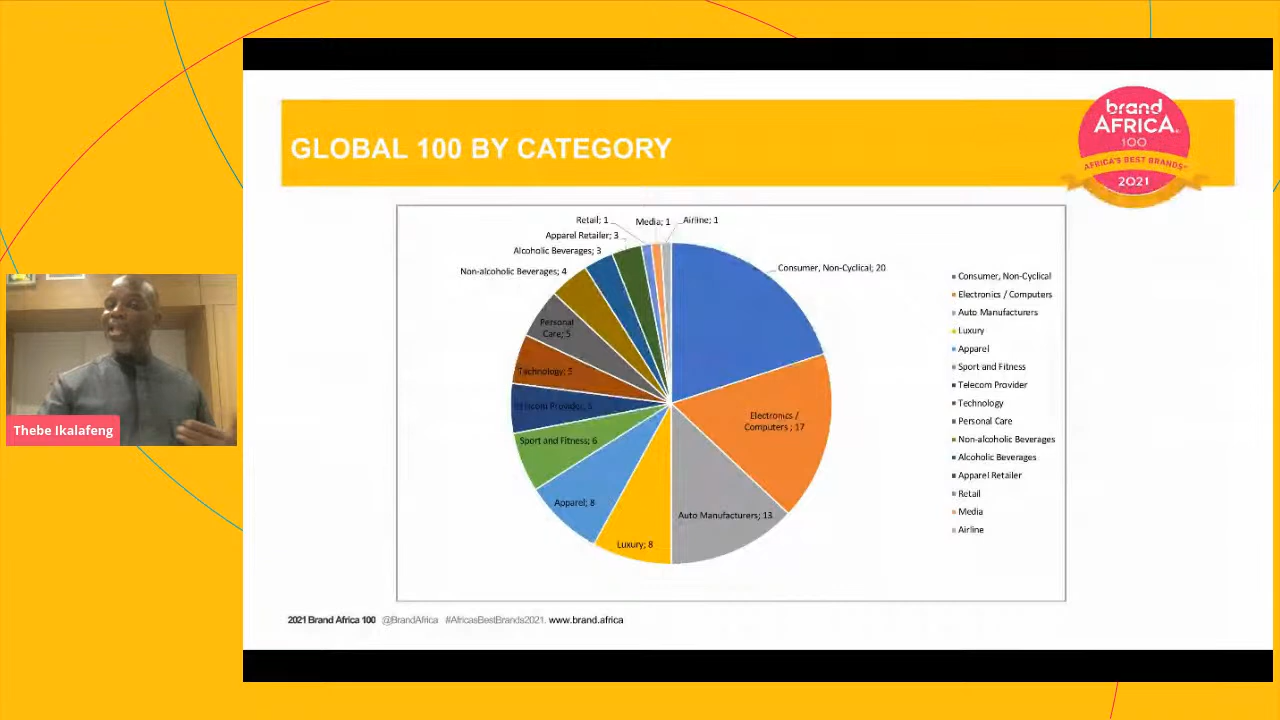 GLOBAL 100 BY CATEGORY
brand
AFRICA
100
AFRICA'S BEST BRANDS
2021
Retail; 1
Media; 1
Airline; 1
Apparel Retailer; 3
Alcoholic Beverages; 3
Non-alcoholic Beverages; 4
Consumer, Non-Cyclical; 20
Personal
Care; 5
Technology; 5
Telecom Provider; 5
Sport and Fitness; 6
Apparel; 8
Luxury; 8
Auto Manufacturers; 13
Electronics /
Computers ; 17
Consumer, Non-Cyclical
Electronics / Computers
Auto Manufacturers
Luxury
Apparel
Sport and Fitness
Telecom Provider
Technology
Personal Care
Non-alcoholic Beverages
Alcoholic Beverages
Apparel Retailer
Retail
Media
Airline
Thebe Ikalafeng
2021 Brand Africa 100 @BrandAfrica #AfricasBestBrands2021. www.brand.africa